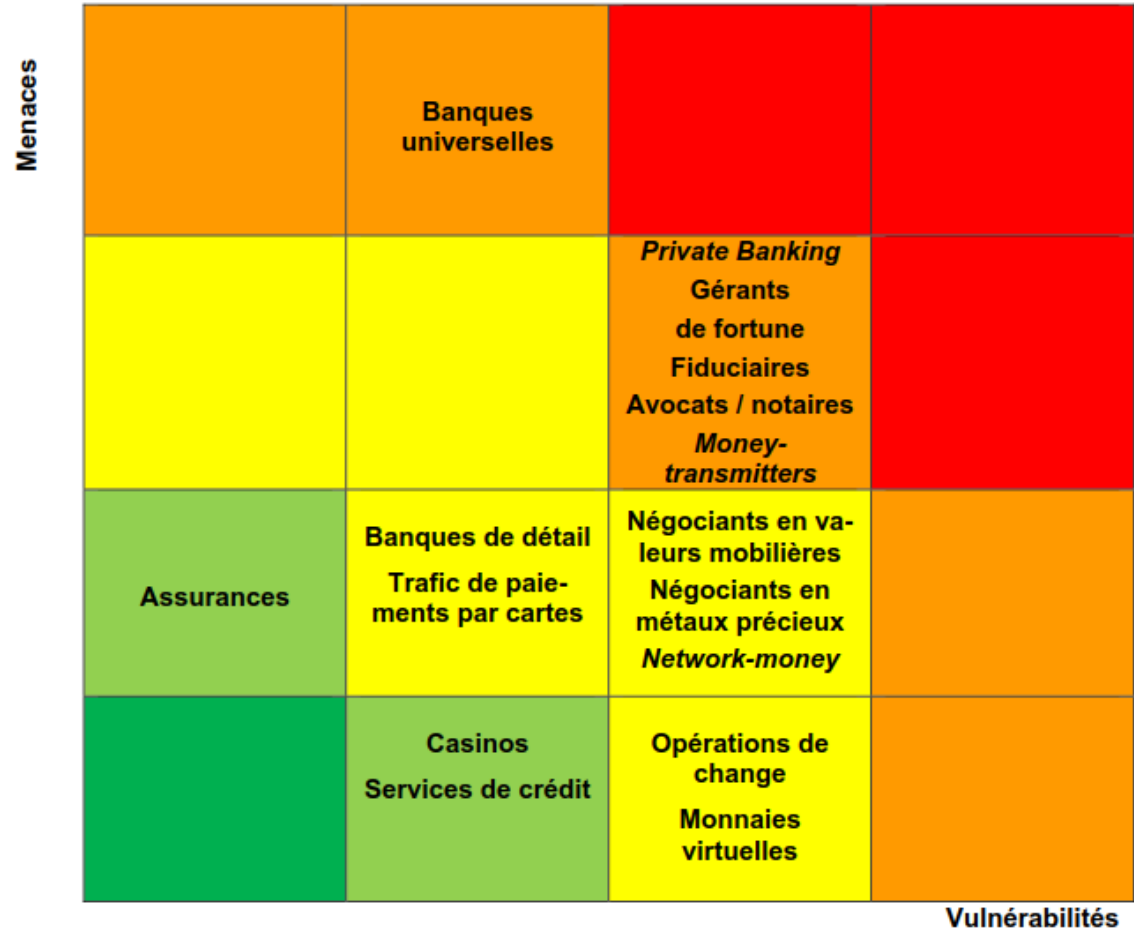 Menaces
Banques
universelles
Private Banking
Gérants
de fortune
Fiduciaires
Avocats / notaires
Money-
transmitters
Assurances
Banques de détail
Trafic de paie-
ments par cartes
Négociants en va-
leurs mobilières
Négociants en
métaux précieux
Network-money
Casinos
Services de crédit
Opérations de
change
Monnaies
virtuelles
Vulnérabilités